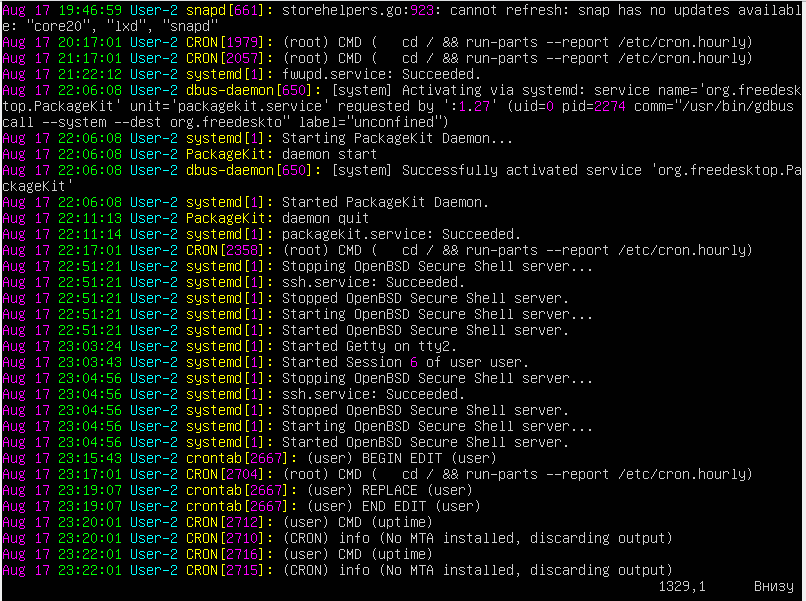 Aug 17 19:46:59 User-2 snapd[661]: storehelpers.go:923: cannot refresh: snap has no updates availabl
e: "core20", "lxd", "snapd"
Aug 17 20:17:01 User-2 CRON[1979]: (root) CMD (   cd / && run-parts --report /etc/cron.hourly)
Aug 17 21:17:01 User-2 CRON[2057]: (root) CMD (   cd / && run-parts --report /etc/cron.hourly)
Aug 17 21:22:12 User-2 systemd[1]: fwupd.service: Succeeded.
Aug 17 22:06:08 User-2 dbus-daemon[650]: [system] Activating via systemd: service name='org.freedesk
top.PackageKit' unit='packagekit.service' requested by ':1.27' (uid=0 pid=2274 comm="/usr/bin/gdbus
call --system --dest org.freedeskto" label="unconfined")
Aug 17 22:06:08 User-2 systemd[1]: Starting PackageKit Daemon...
Aug 17 22:06:08 User-2 PackageKit: daemon start
Aug 17 22:06:08 User-2 dbus-daemon[650]: [system] Successfully activated service 'org.freedesktop.Pa
ckageKit'
Aug 17 22:06:08 User-2 systemd[1]: Started PackageKit Daemon.
Aug 17 22:11:13 User-2 PackageKit: daemon quit
Aug 17 22:11:14 User-2 systemd[1]: packagekit.service: Succeeded.
Aug 17 22:17:01 User-2 CRON[2358]: (root) CMD (   cd / && run-parts --report /etc/cron.hourly)
Aug 17 22:51:21 User-2 systemd[1]: Stopping OpenBSD Secure Shell server...
Aug 17 22:51:21 User-2 systemd[1]: ssh.service: Succeeded.
Aug 17 22:51:21 User-2 systemd[1]: Stopped OpenBSD Secure Shell server.
Aug 17 22:51:21 User-2 systemd[1]: Starting OpenBSD Secure Shell server...
Aug 17 22:51:21 User-2 systemd[1]: Started OpenBSD Secure Shell server.
Aug 17 23:03:24 User-2 systemd[1]: Started Getty on tty2.
Aug 17 23:03:43 User-2 systemd[1]: Started Session 6 of user user.
Aug 17 23:04:56 User-2 systemd[1]: Stopping OpenBSD Secure Shell server...
Aug 17 23:04:56 User-2 systemd[1]: ssh.service: Succeeded.
Aug 17 23:04:56 User-2 systemd[1]: Stopped OpenBSD Secure Shell server.
Aug 17 23:04:56 User-2 systemd[1]: Starting OpenBSD Secure Shell server...
Aug 17 23:04:56 User-2 systemd[1]: Started OpenBSD Secure Shell server.
Aug 17 23:15:43 User-2 crontab[2667]: (user) BEGIN EDIT (user)
Aug 17 23:17:01 User-2 CRON[2704]: (root) CMD (   cd / && run-parts --report /etc/cron.hourly)
Aug 17 23:19:07 User-2 crontab[2667]: (user) REPLACE (user)
Aug 17 23:19:07 User-2 crontab[2667]: (user) END EDIT (user)
Aug 17 23:20:01 User-2 CRON[2712]: (user) CMD (uptime)
Aug 17 23:20:01 User-2 CRON[2710]: (CRON) info (No MTA installed, discarding output)
Aug 17 23:22:01 User-2 CRON[2716]: (user) CMD (uptime)
Aug 17 23:22:01 User-2 CRON[2715]: (CRON) info (No MTA installed, discarding output)
1329,1 Внизу